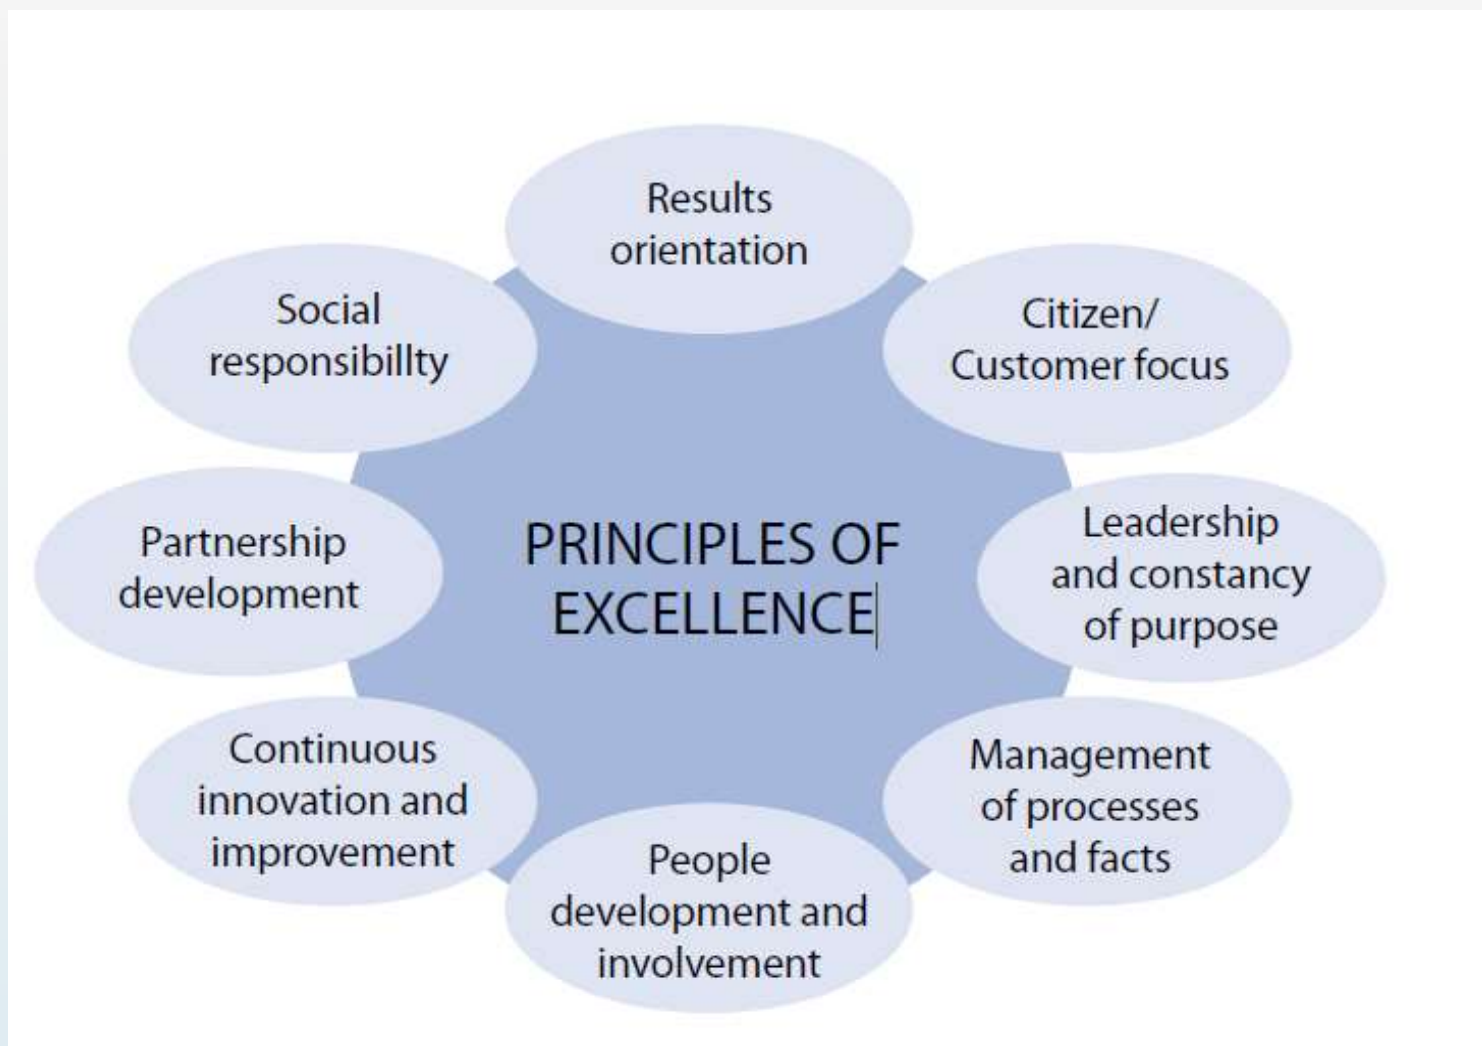 Results
orientation
Citizen/
Customer focus
Leadership
and constancy
of purpose
Management
of processes
and facts
People
development and
involvement
Continuous
innovation and
improvement
Partnership
development
Social
responsibillty
PRINCIPLES OF
EXCELLENCE